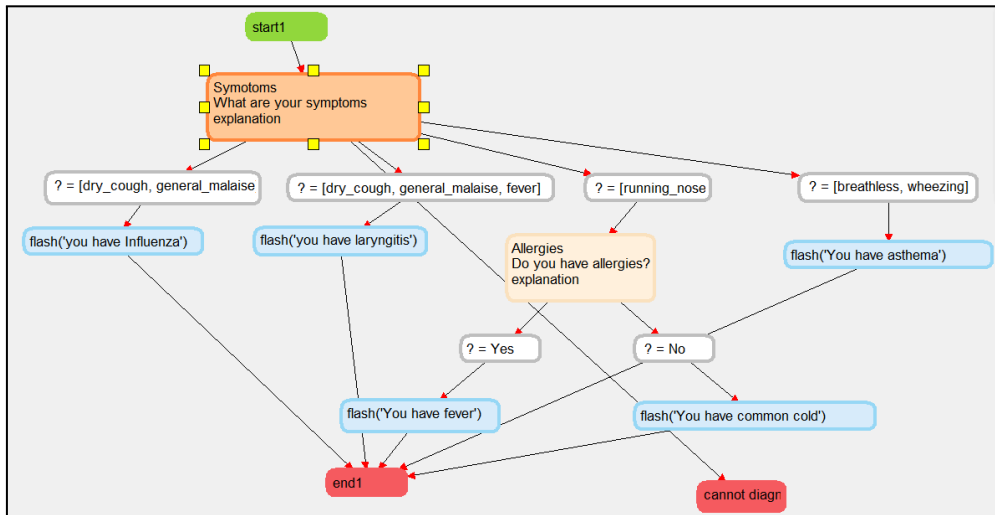 start1
Symotoms
What are your symptoms
explanation
? = [dry_cough, general_malaise
? = [dry_cough, general_malaise, fever]
? = [running_nose
? = [breathless, wheezing]
flash('you have Influenza')
flash('you have laryngitis')
Allergies
Do you have allergies?
explanation
flash('You have asthema')
? = Yes
? = No
flash('You have fever')
flash('You have common cold')
end1
cannot diagn